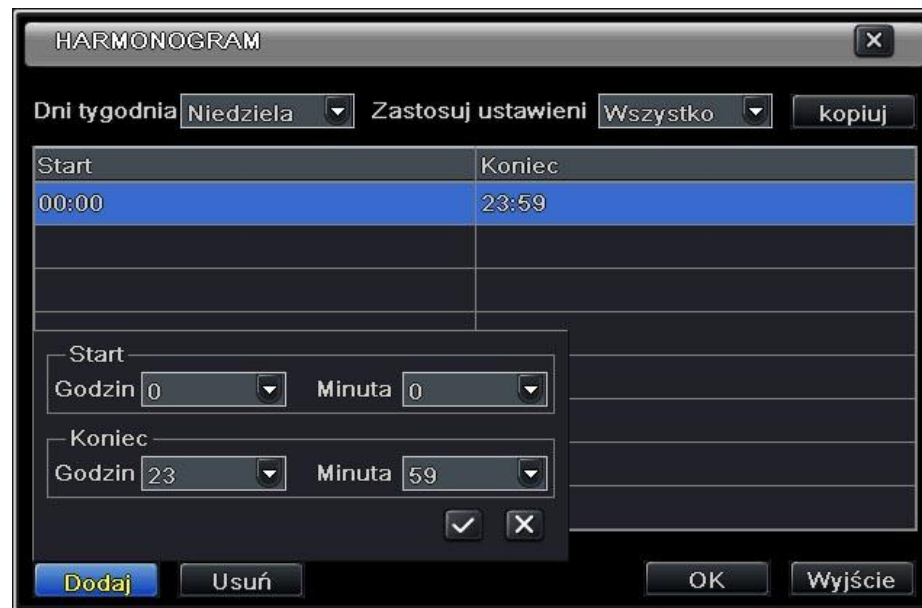 HARMONOGRAM
Dni tygodnia Niedziela Zastosuj ustawieni Wszystko kopiuj
Start Koniec
00:00 23:59
Start
Godzin 0 Minuta 0
Koniec
Godzin 23 Minuta 59
Dodaj Usuń OK Wyjście